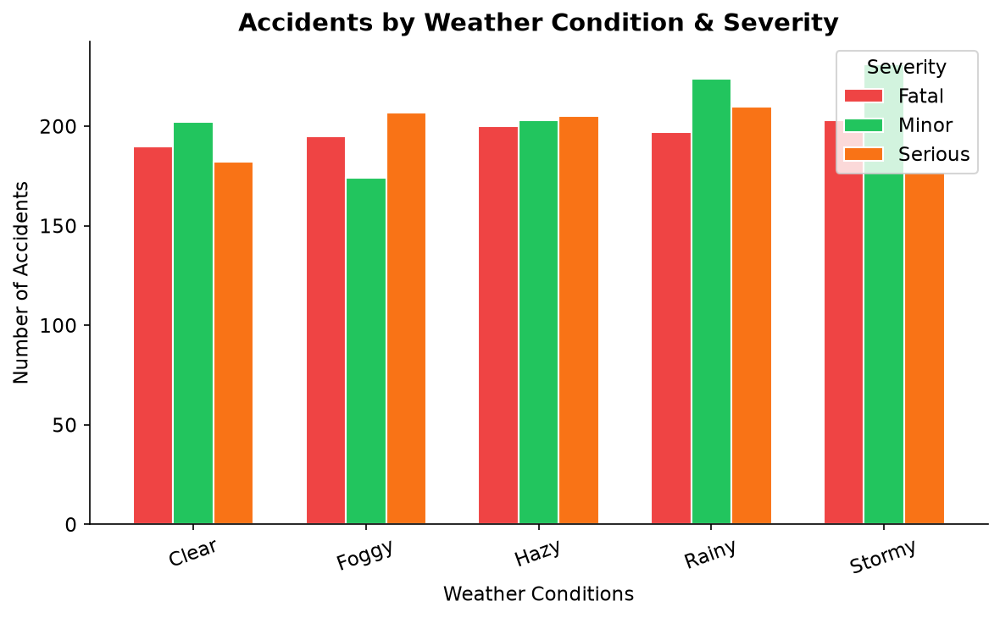 Accidents by Weather Condition & Severity
Severity
Fatal
Minor
Serious
Number of Accidents
200
150
100
50
0
Clear
Foggy
Hazy
Rainy
Stormy
Weather Conditions